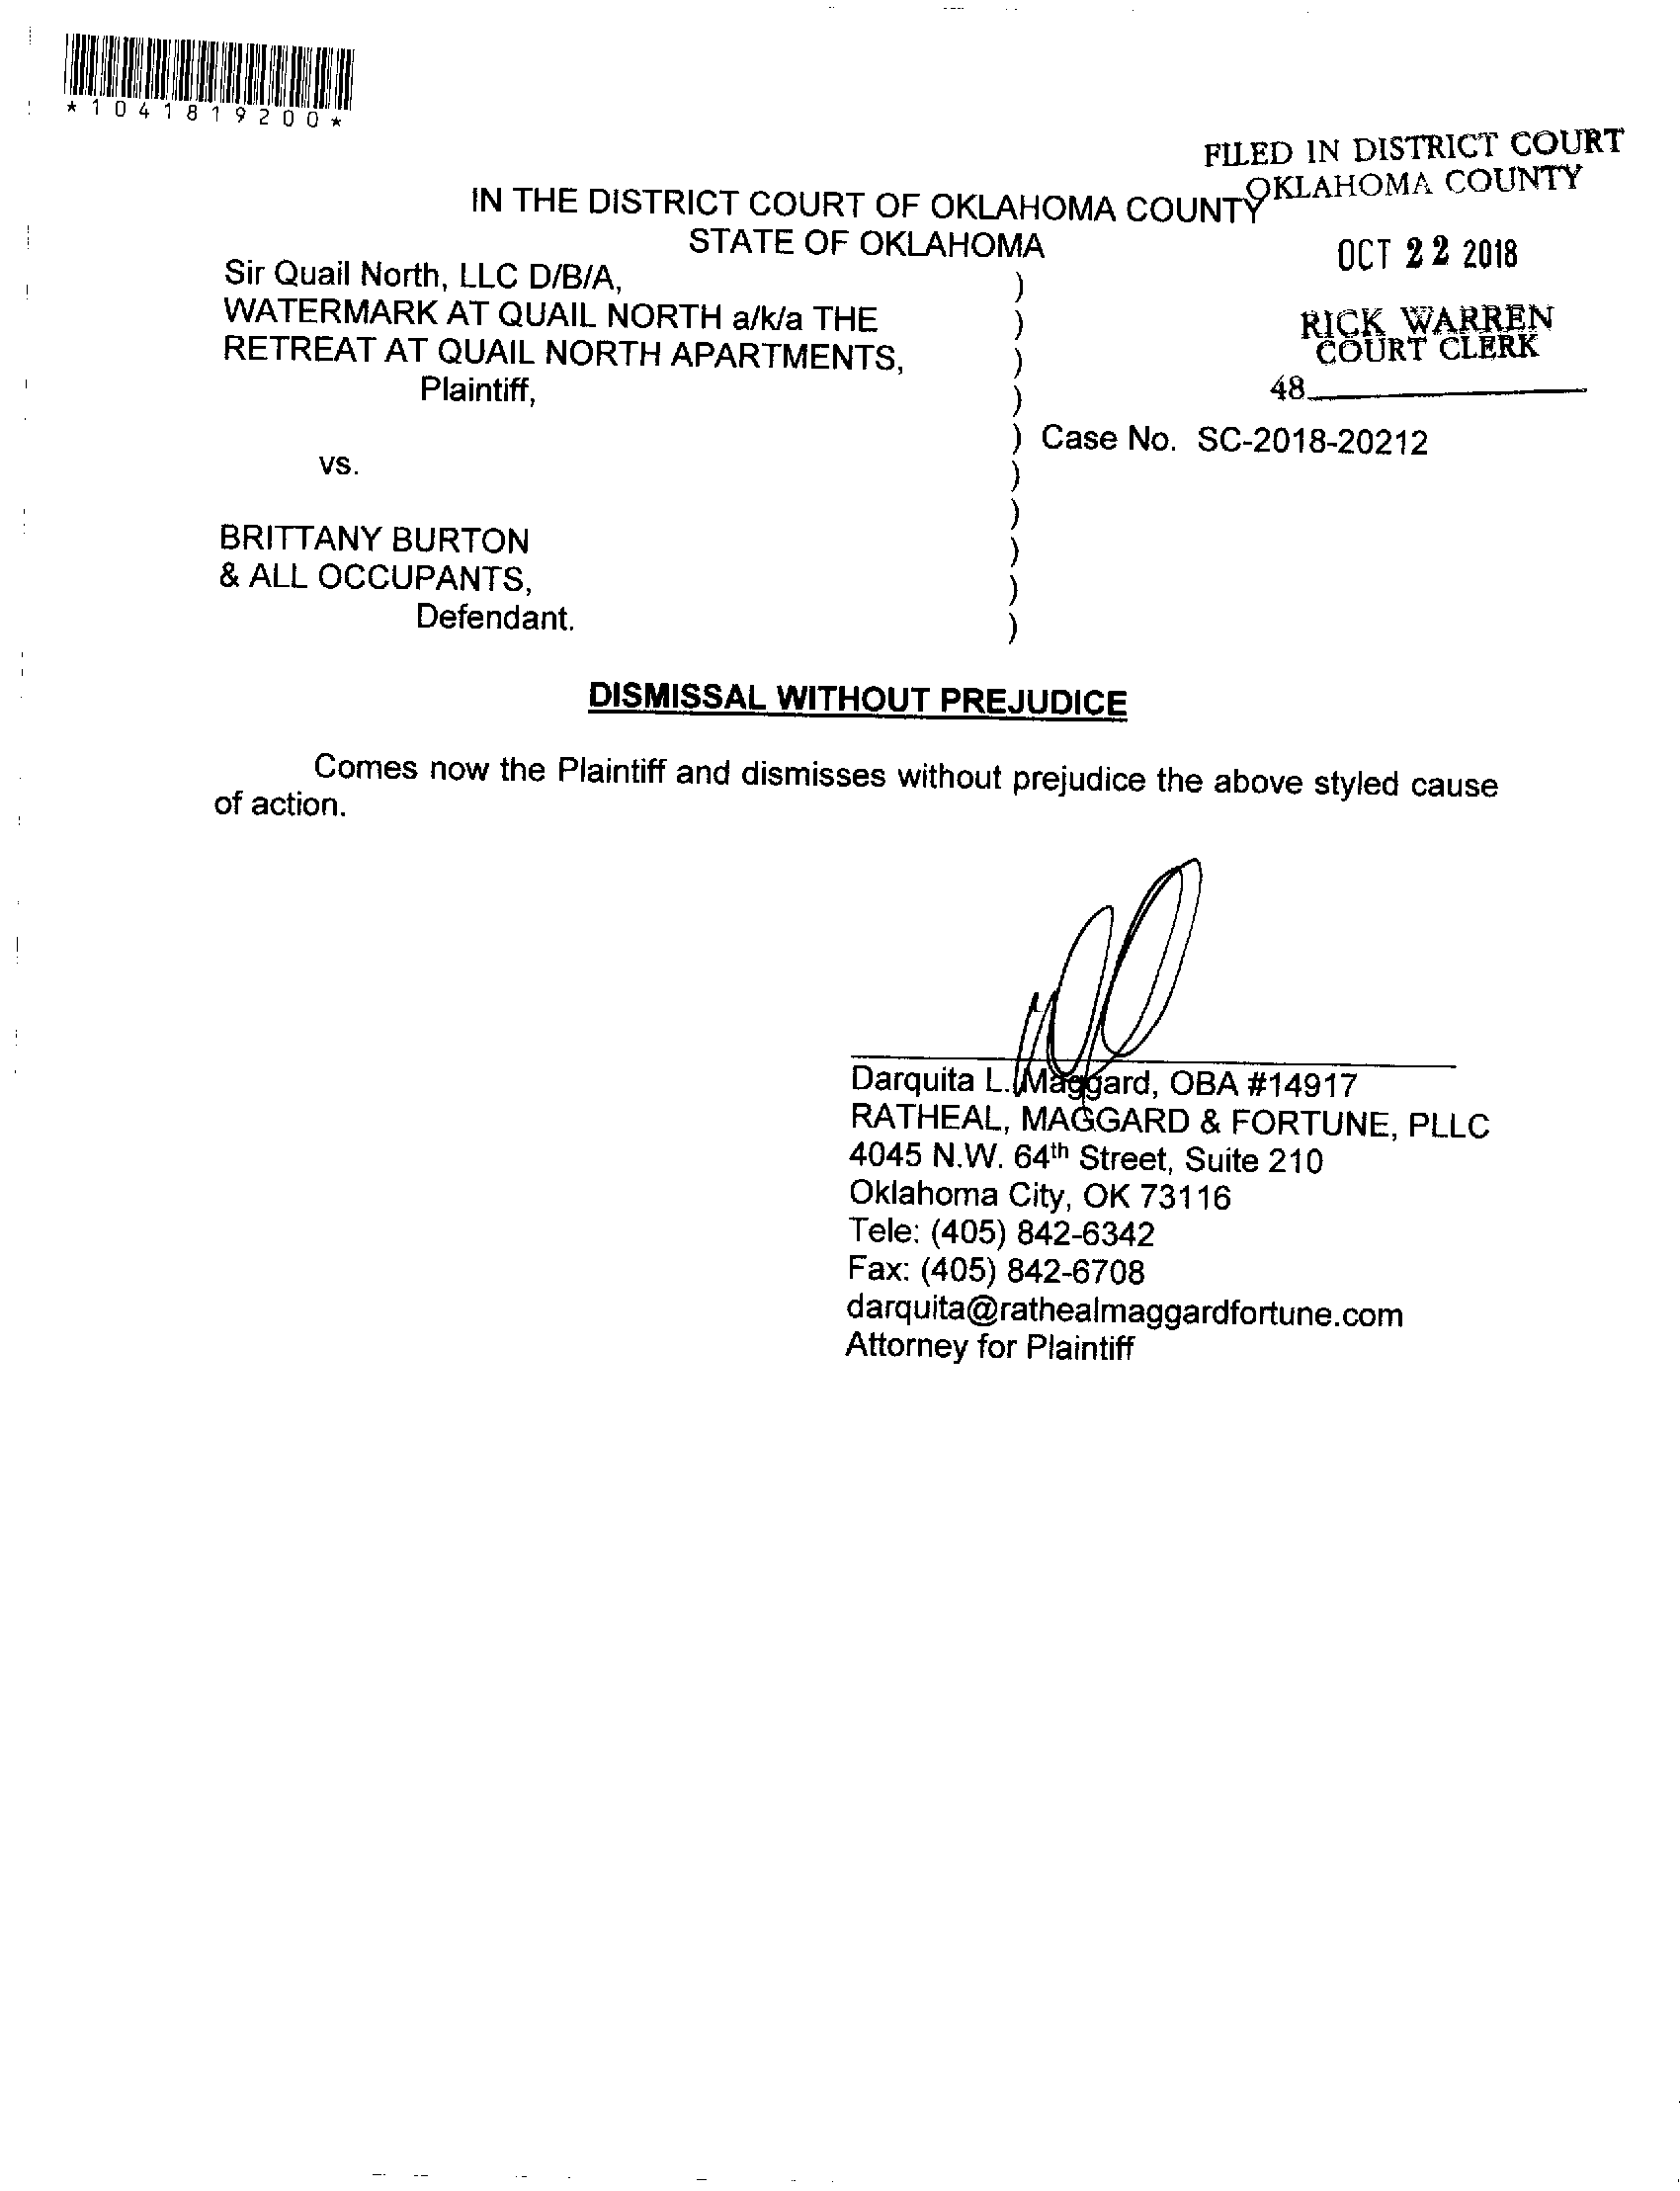 *1041819200*
FILED IN DISTRICT COURT
OKLAHOMA COUNTY
IN THE DISTRICT COURT OF OKLAHOMA COUNTY
STATE OF OKLAHOMA
OCT 22 2018
Sir Quail North, LLC D/B/A, )
WATERMARK AT QUAIL NORTH a/k/a THE )
RICK WARREN
COURT CLERK
RETREAT AT QUAIL NORTH APARTMENTS, )
Plaintiff, )
48
) Case No. SC-2018-20212
vs. )
)
BRITTANY BURTON )
& ALL OCCUPANTS, )
Defendant. )
DISMISSAL WITHOUT PREJUDICE
Comes now the Plaintiff and dismisses without prejudice the above styled cause
of action.
Darquita L. Maggard, OBA #14917
RATHEAL, MAGGARD & FORTUNE, PLLC
4045 N.W. 64th Street, Suite 210
Oklahoma City, OK 73116
Tele: (405) 842-6342
Fax: (405) 842-6708
darquita@rathealmaggardfortune.com
Attorney for Plaintiff